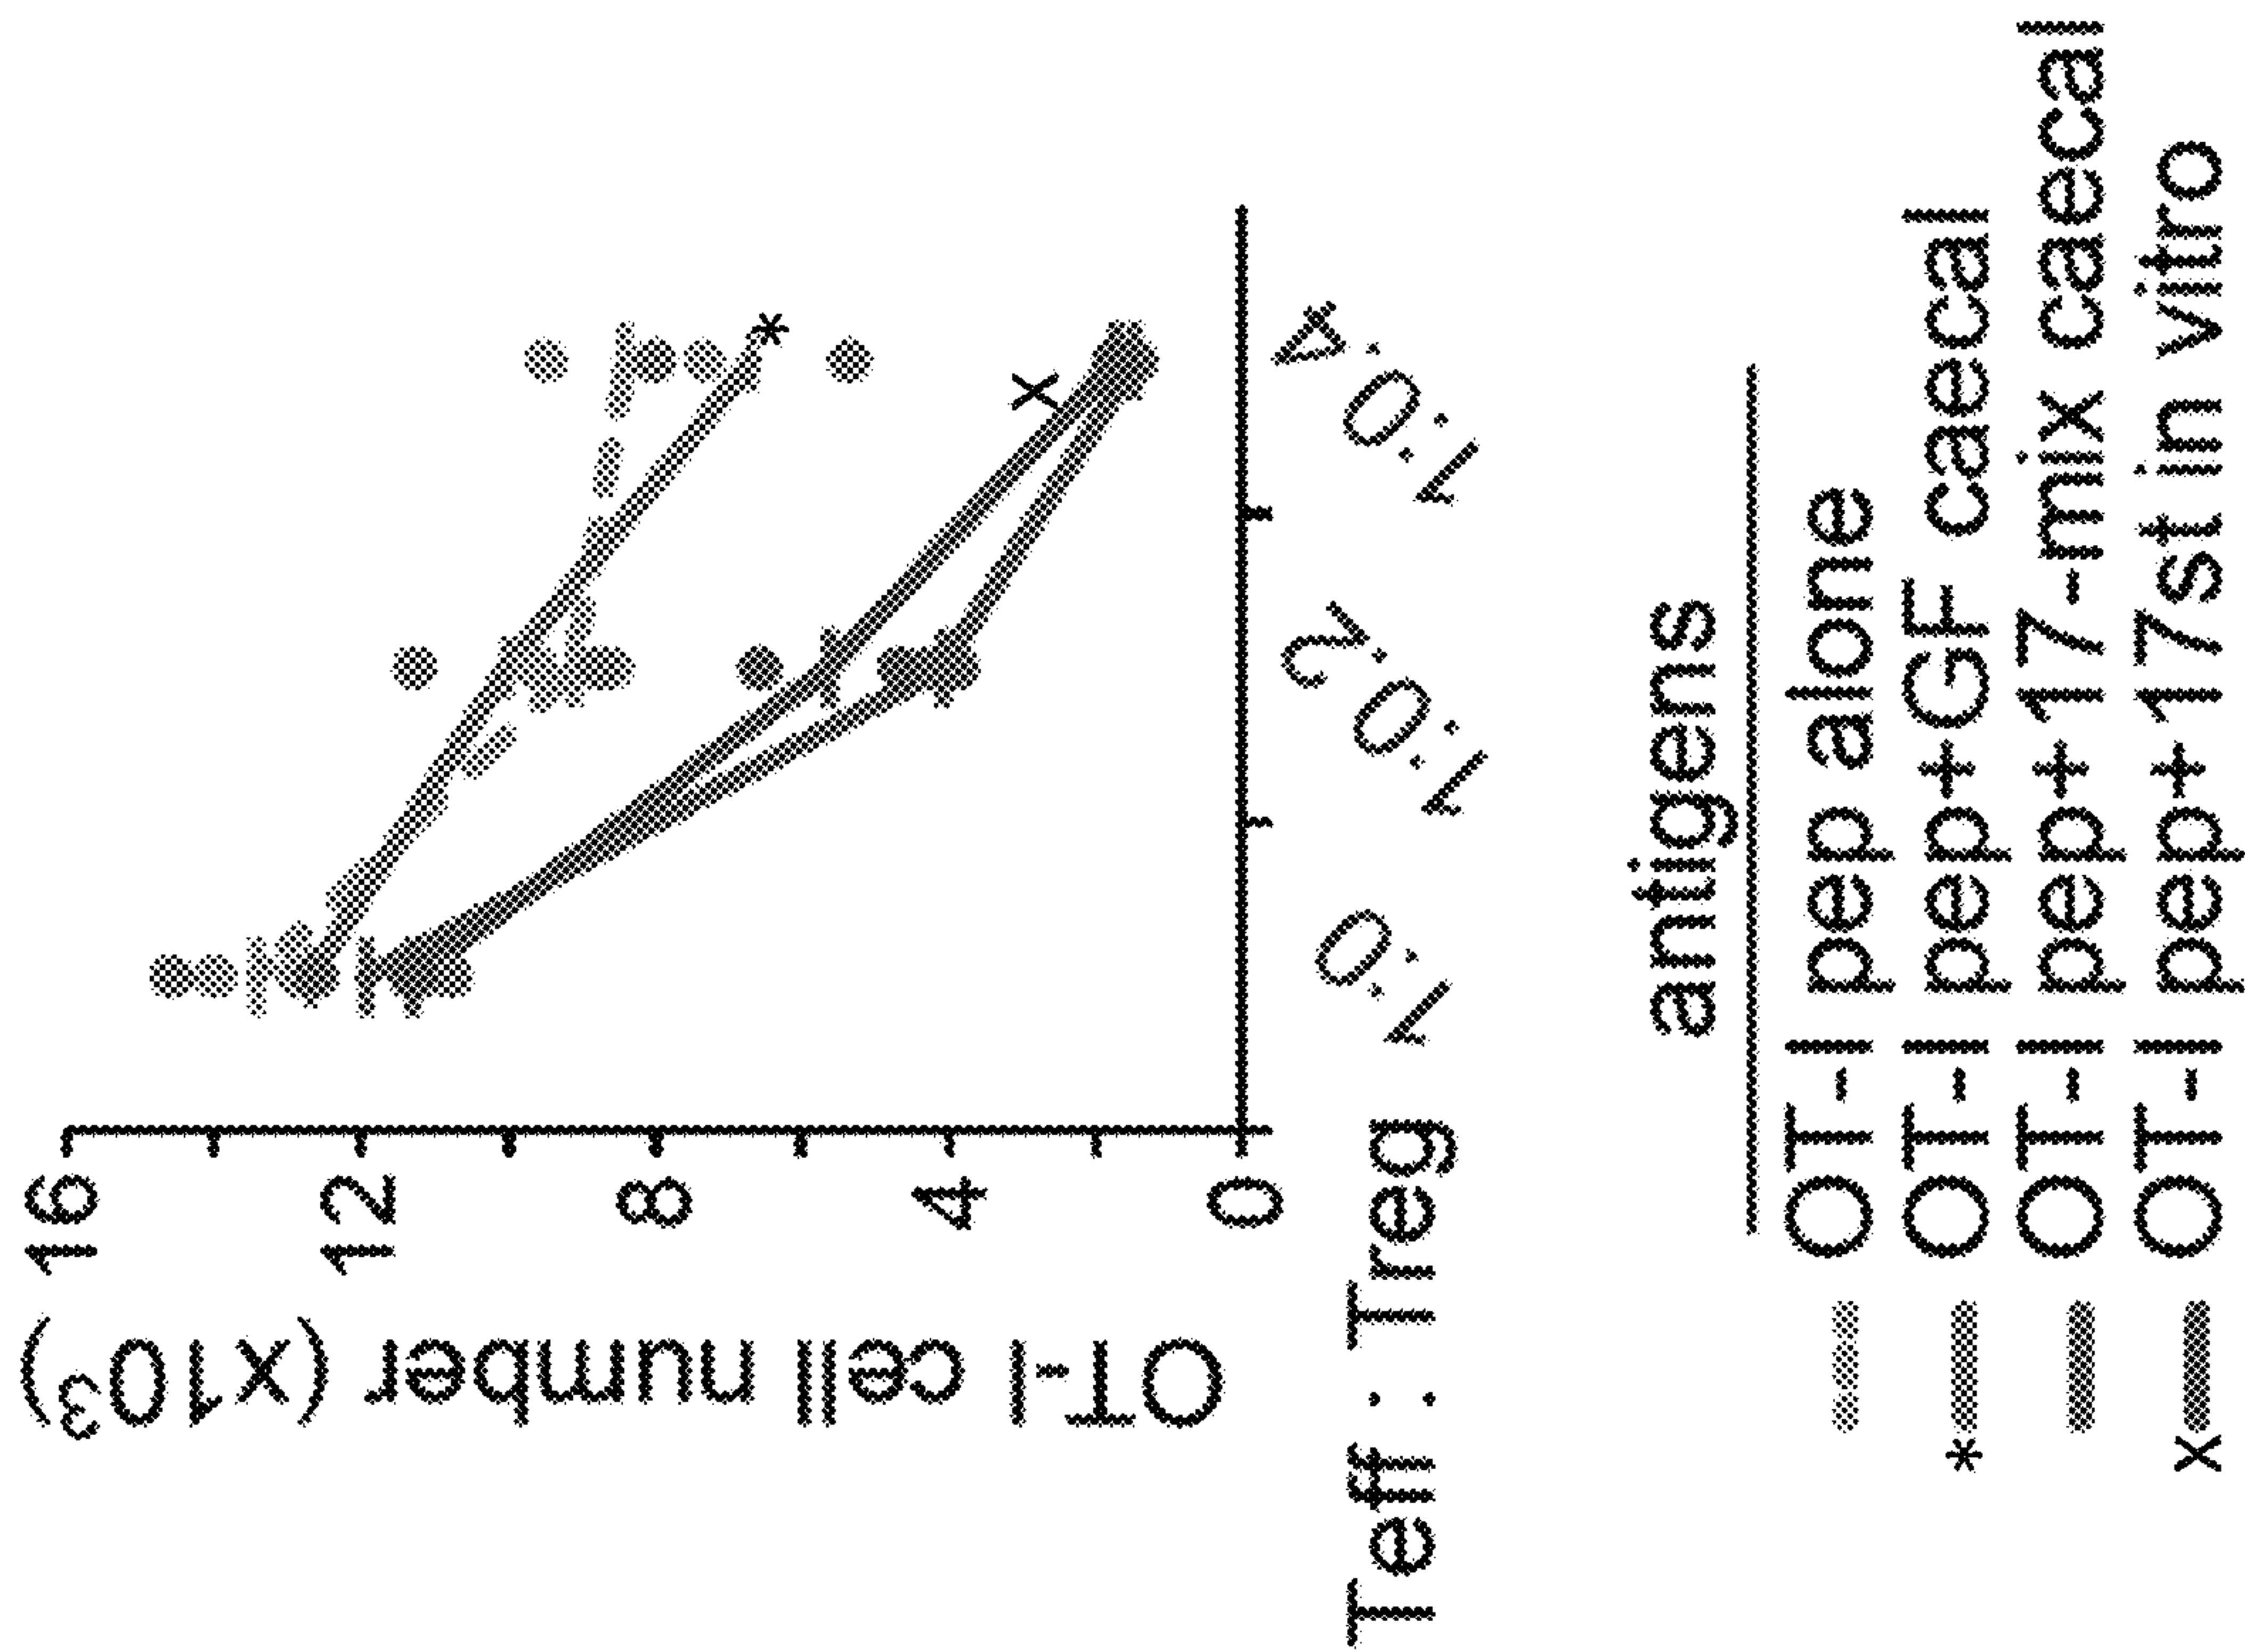 OT-I cell number (x10³)
16
12
8
4
0
Teff : Treg
1:0
1:0.2
1:0.4
*
x
antigens
OT-I pep alone
* OT-I pep+GF caecal
OT-I pep+17-mix caecal
x OT-I pep+17st in vitro